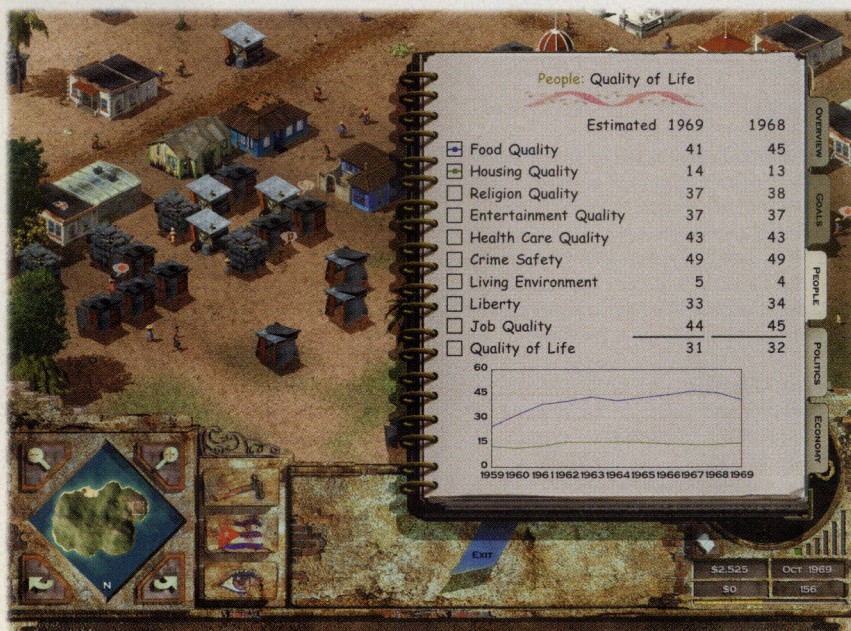 People: Quality of Life
Estimated 1969 1968
Food Quality 41 45
Housing Quality 14 13
Religion Quality 37 38
Entertainment Quality 37 37
Health Care Quality 43 43
Crime Safety 49 49
Living Environment 5 4
Liberty 33 34
Job Quality 44 45
Quality of Life 31 32
60
45
30
15
0
1959 1960 1961 1962 1963 1964 1965 1966 1967 1968 1969
OVERVIEW
GOALS
PEOPLE
POLITICS
ECONOMY
N
EXIT
$2,525 OCT 1969
$0 156